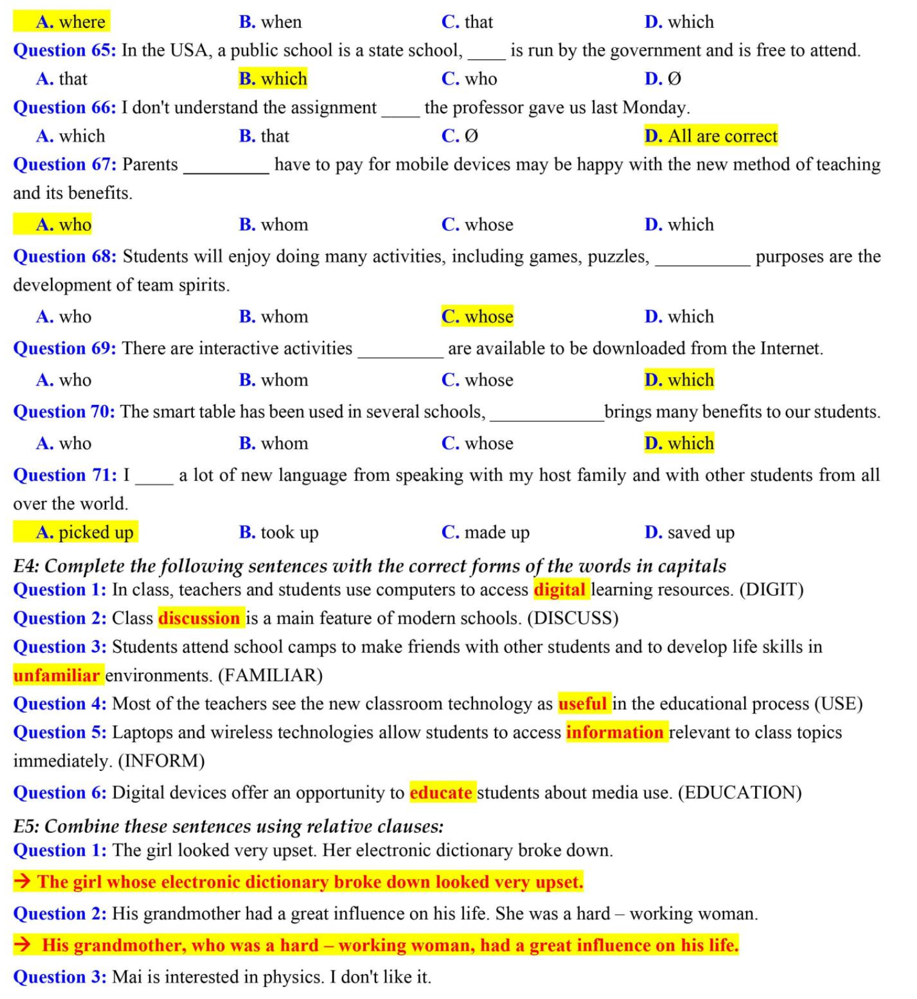 A. where B. when C. that D. which
Question 65: In the USA, a public school is a state school, ____ is run by the government and is free to attend.
A. that B. which C. who D. Ø
Question 66: I don't understand the assignment ____ the professor gave us last Monday.
A. which B. that C. Ø D. All are correct
Question 67: Parents _________ have to pay for mobile devices may be happy with the new method of teaching
and its benefits.
A. who B. whom C. whose D. which
Question 68: Students will enjoy doing many activities, including games, puzzles, __________ purposes are the
development of team spirits.
A. who B. whom C. whose D. which
Question 69: There are interactive activities _________ are available to be downloaded from the Internet.
A. who B. whom C. whose D. which
Question 70: The smart table has been used in several schools, ____________brings many benefits to our students.
A. who B. whom C. whose D. which
Question 71: I ____ a lot of new language from speaking with my host family and with other students from all
over the world.
A. picked up B. took up C. made up D. saved up
E4: Complete the following sentences with the correct forms of the words in capitals
Question 1: In class, teachers and students use computers to access digital learning resources. (DIGIT)
Question 2: Class discussion is a main feature of modern schools. (DISCUSS)
Question 3: Students attend school camps to make friends with other students and to develop life skills in
unfamiliar environments. (FAMILIAR)
Question 4: Most of the teachers see the new classroom technology as useful in the educational process (USE)
Question 5: Laptops and wireless technologies allow students to access information relevant to class topics
immediately. (INFORM)
Question 6: Digital devices offer an opportunity to educate students about media use. (EDUCATION)
E5: Combine these sentences using relative clauses:
Question 1: The girl looked very upset. Her electronic dictionary broke down.
→ The girl whose electronic dictionary broke down looked very upset.
Question 2: His grandmother had a great influence on his life. She was a hard – working woman.
→ His grandmother, who was a hard – working woman, had a great influence on his life.
Question 3: Mai is interested in physics. I don't like it.